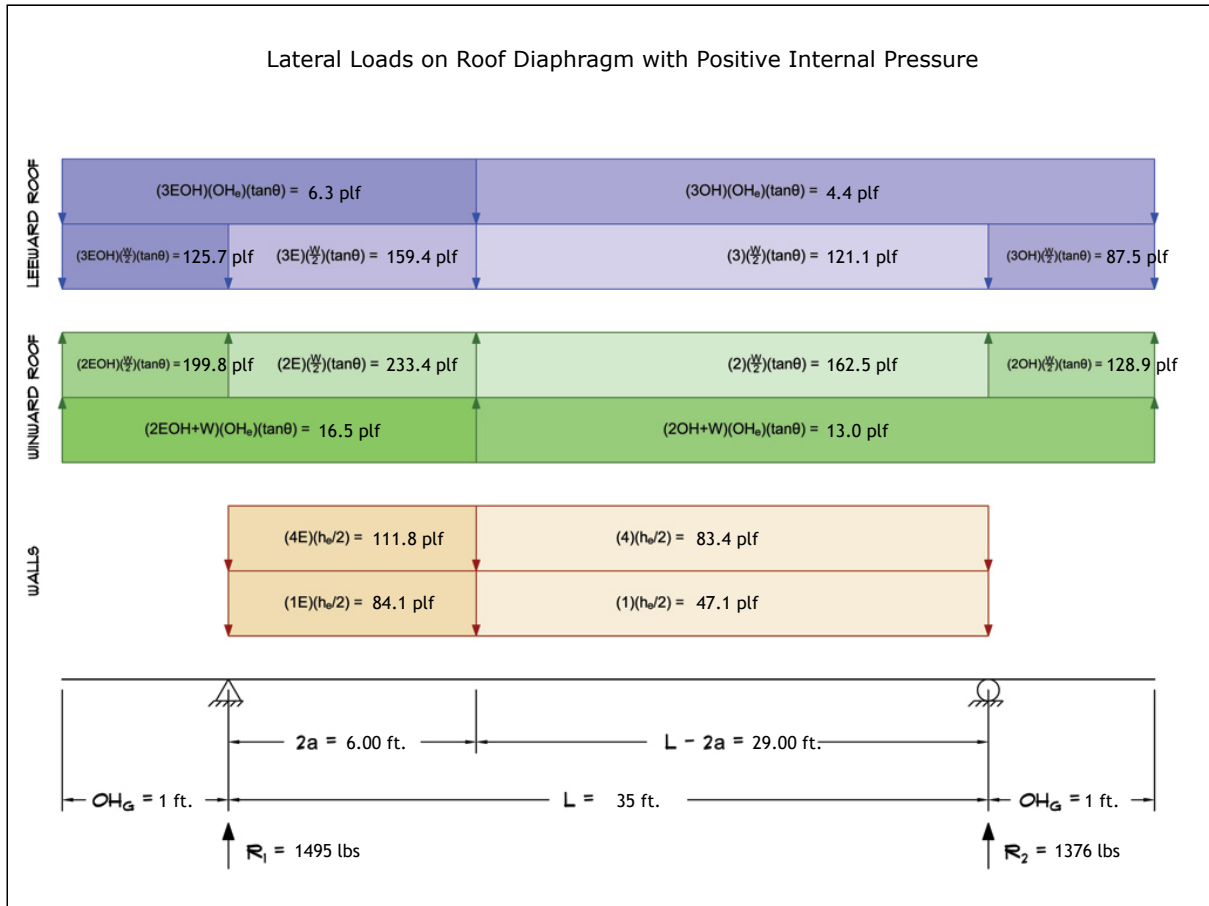 Lateral Loads on Roof Diaphragm with Positive Internal Pressure
LEEWARD ROOF
(3EOH)(OHₑ)(tanθ) = 6.3 plf
(3OH)(OHₑ)(tanθ) = 4.4 plf
(3EOH)(W/2)(tanθ) = 125.7 plf
(3E)(W/2)(tanθ) = 159.4 plf
(3)(W/2)(tanθ) = 121.1 plf
(3OH)(W/2)(tanθ) = 87.5 plf
WINWARD ROOF
(2EOH)(W/2)(tanθ) = 199.8 plf
(2E)(W/2)(tanθ) = 233.4 plf
(2)(W/2)(tanθ) = 162.5 plf
(2OH)(W/2)(tanθ) = 128.9 plf
(2EOH+W)(OHₑ)(tanθ) = 16.5 plf
(2OH+W)(OHₑ)(tanθ) = 13.0 plf
WALLS
(4E)(hₑ/2) = 111.8 plf
(4)(hₑ/2) = 83.4 plf
(1E)(hₑ/2) = 84.1 plf
(1)(hₑ/2) = 47.1 plf
2a = 6.00 ft.
L - 2a = 29.00 ft.
OH_G = 1 ft.
L = 35 ft.
OH_G = 1 ft.
R₁ = 1495 lbs
R₂ = 1376 lbs